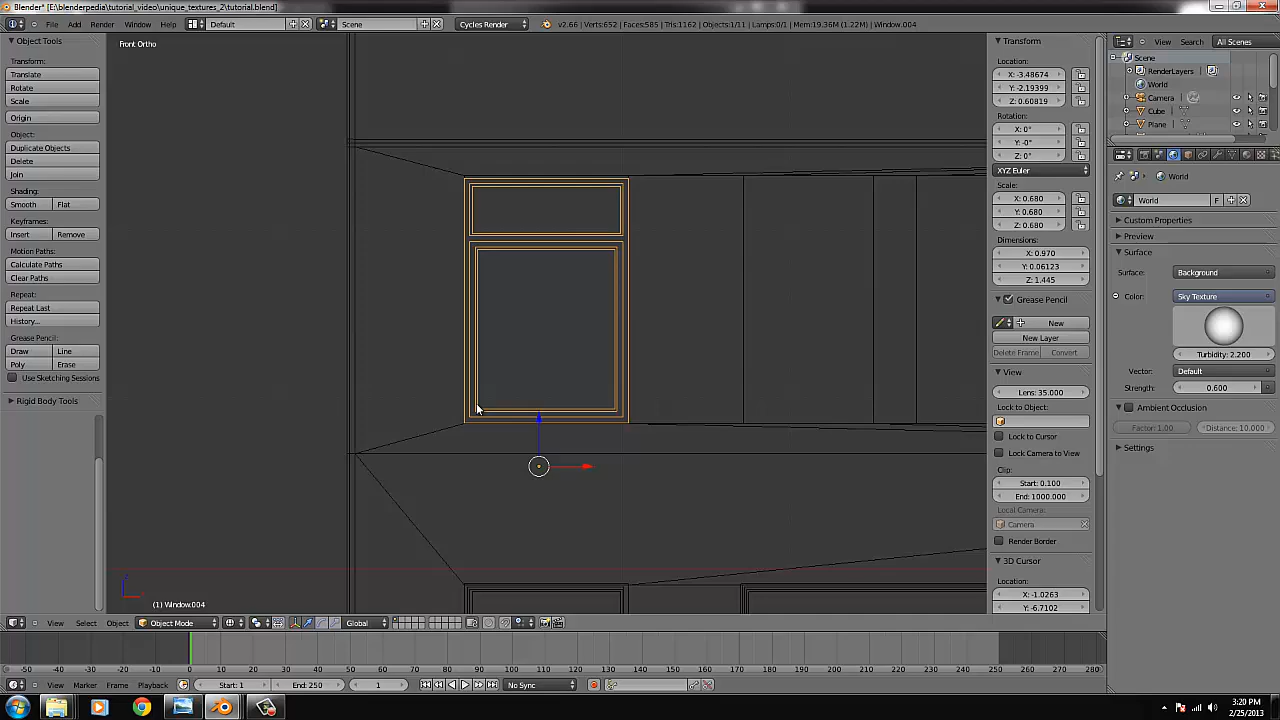 Blender* [E:\blenderpedia\tutorial_video\unique_textures_2\tutorial.blend]
File Add Render Window Help Default Scene Cycles Render v2.66 | Verts:652 | Faces:585 | Tris:1162 | Objects:1/11 | Lamps:0/1 | Mem:19.36M (1.22M) | Window.004
Object Tools
Transform:
Translate
Rotate
Scale
Origin
Object:
Duplicate Objects
Delete
Join
Shading:
Smooth Flat
Keyframes:
Insert Remove
Motion Paths:
Calculate Paths
Clear Paths
Repeat:
Repeat Last
History...
Grease Pencil:
Draw Line
Poly Erase
Use Sketching Sessions
Rigid Body Tools
Front Ortho
(1) Window.004
Transform
Location:
X: -3.48674
Y: -2.19399
Z: 0.60819
Rotation:
X: 0°
Y: -0°
Z: 0°
XYZ Euler
Scale:
X: 0.680
Y: 0.680
Z: 0.680
Dimensions:
X: 0.970
Y: 0.06123
Z: 1.445
Grease Pencil
New
New Layer
Delete Frame Convert
View
Lens: 35.000
Lock to Object:
Lock to Cursor
Lock Camera to View
Clip:
Start: 0.100
End: 1000.000
Local Camera:
Camera
Render Border
3D Cursor
Location:
X: -1.0263
Y: -6.7102
View Search All Scenes
Scene
RenderLayers
World
Camera
Cube
Plane
World
World F
Custom Properties
Preview
Surface
Surface: Background
Color: Sky Texture
Turbidity: 2.200
Vector: Default
Strength: 0.600
Ambient Occlusion
Factor: 1.00 Distance: 10.000
Settings
View Select Object Object Mode Global
-50 -40 -30 -20 -10 0 10 20 30 40 50 60 70 80 90 100 110 120 130 140 150 160 170 180 190 200 210 220 230 240 250 260 270 280
View Marker Frame Playback Start: 1 End: 250 1 No Sync
3:20 PM
2/25/2013